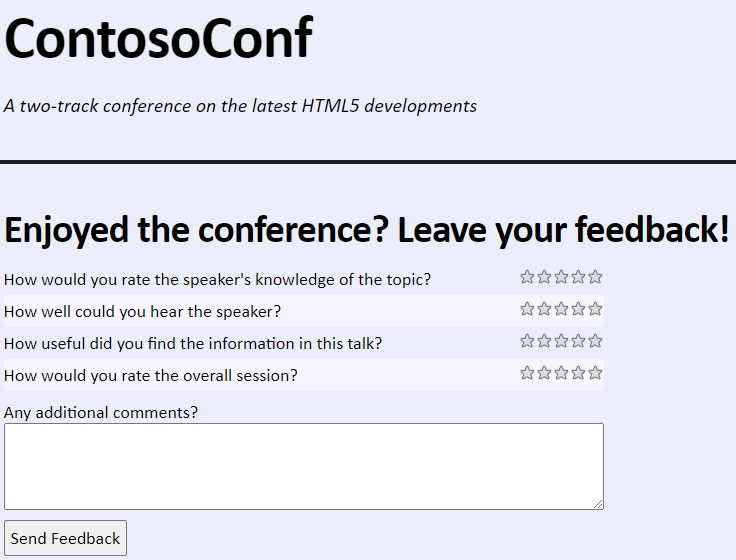 ContosoConf
A two-track conference on the latest HTML5 developments
Enjoyed the conference? Leave your feedback!
How would you rate the speaker's knowledge of the topic?
How well could you hear the speaker?
How useful did you find the information in this talk?
How would you rate the overall session?
Any additional comments?
Send Feedback